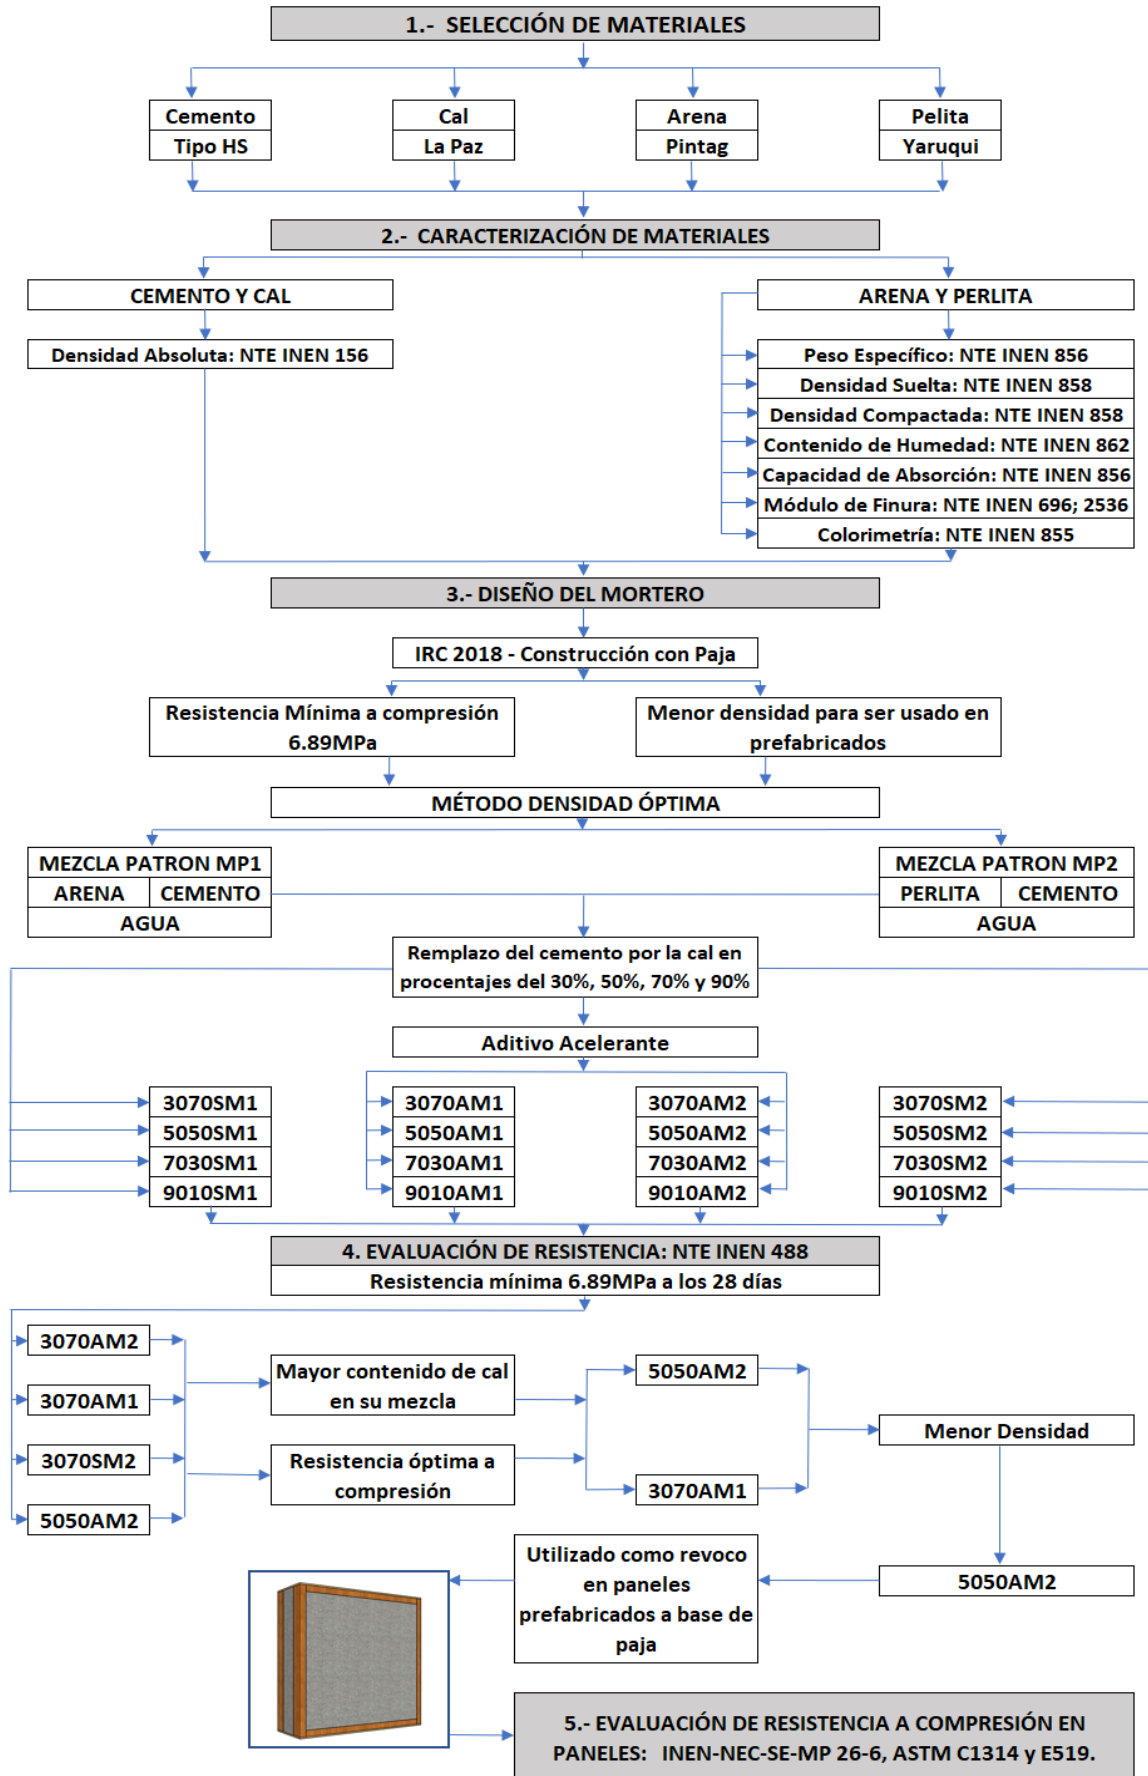 1.- SELECCIÓN DE MATERIALES
Cemento
Tipo HS
Cal
La Paz
Arena
Pintag
Pelita
Yaruqui
2.- CARACTERIZACIÓN DE MATERIALES
CEMENTO Y CAL
Densidad Absoluta: NTE INEN 156
ARENA Y PERLITA
Peso Específico: NTE INEN 856
Densidad Suelta: NTE INEN 858
Densidad Compactada: NTE INEN 858
Contenido de Humedad: NTE INEN 862
Capacidad de Absorción: NTE INEN 856
Módulo de Finura: NTE INEN 696; 2536
Colorimetría: NTE INEN 855
3.- DISEÑO DEL MORTERO
IRC 2018 - Construcción con Paja
Resistencia Mínima a compresión
6.89MPa
Menor densidad para ser usado en
prefabricados
MÉTODO DENSIDAD ÓPTIMA
MEZCLA PATRON MP1
ARENA CEMENTO
AGUA
MEZCLA PATRON MP2
PERLITA CEMENTO
AGUA
Remplazo del cemento por la cal en
procentajes del 30%, 50%, 70% y 90%
Aditivo Acelerante
3070SM1
5050SM1
7030SM1
9010SM1
3070AM1
5050AM1
7030AM1
9010AM1
3070AM2
5050AM2
7030AM2
9010AM2
3070SM2
5050SM2
7030SM2
9010SM2
4. EVALUACIÓN DE RESISTENCIA: NTE INEN 488
Resistencia mínima 6.89MPa a los 28 días
3070AM2
3070AM1
3070SM2
5050AM2
Mayor contenido de cal
en su mezcla
Resistencia óptima a
compresión
5050AM2
3070AM1
Menor Densidad
5050AM2
Utilizado como revoco
en paneles
prefabricados a base de
paja
5.- EVALUACIÓN DE RESISTENCIA A COMPRESIÓN EN
PANELES: INEN-NEC-SE-MP 26-6, ASTM C1314 y E519.